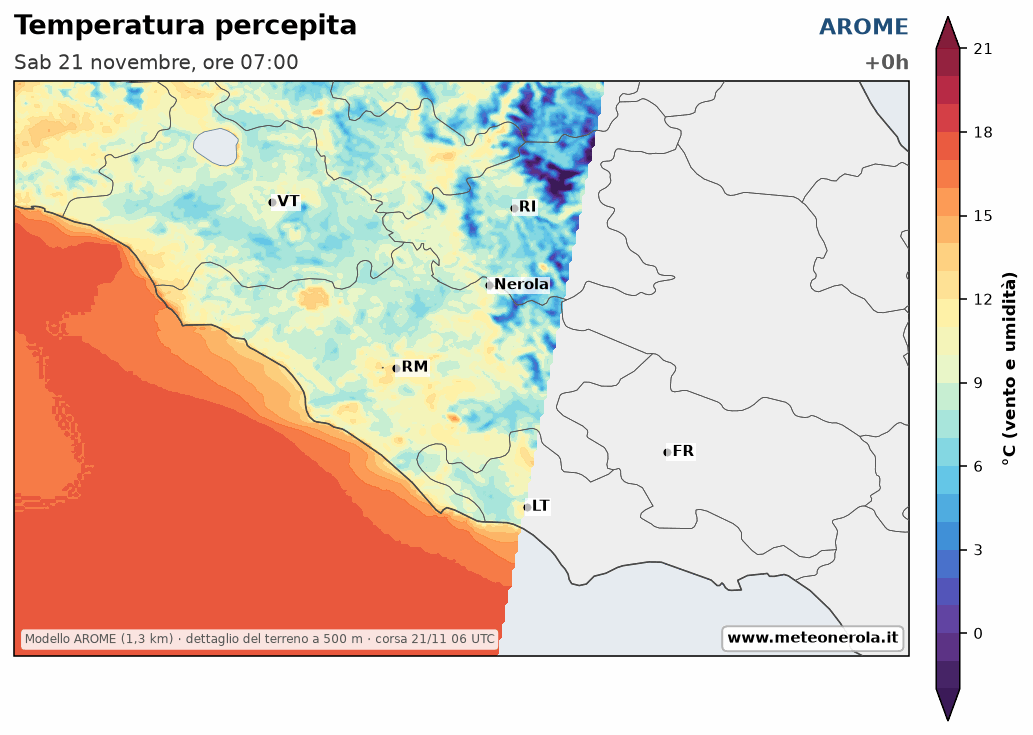 Temperatura percepita
AROME
Sab 21 novembre, ore 07:00
+0h
21
18
15
12
9
6
3
0
°C (vento e umidità)
VT
RI
Nerola
RM
FR
LT
Modello AROME (1,3 km) · dettaglio del terreno a 500 m · corsa 21/11 06 UTC
www.meteonerola.it